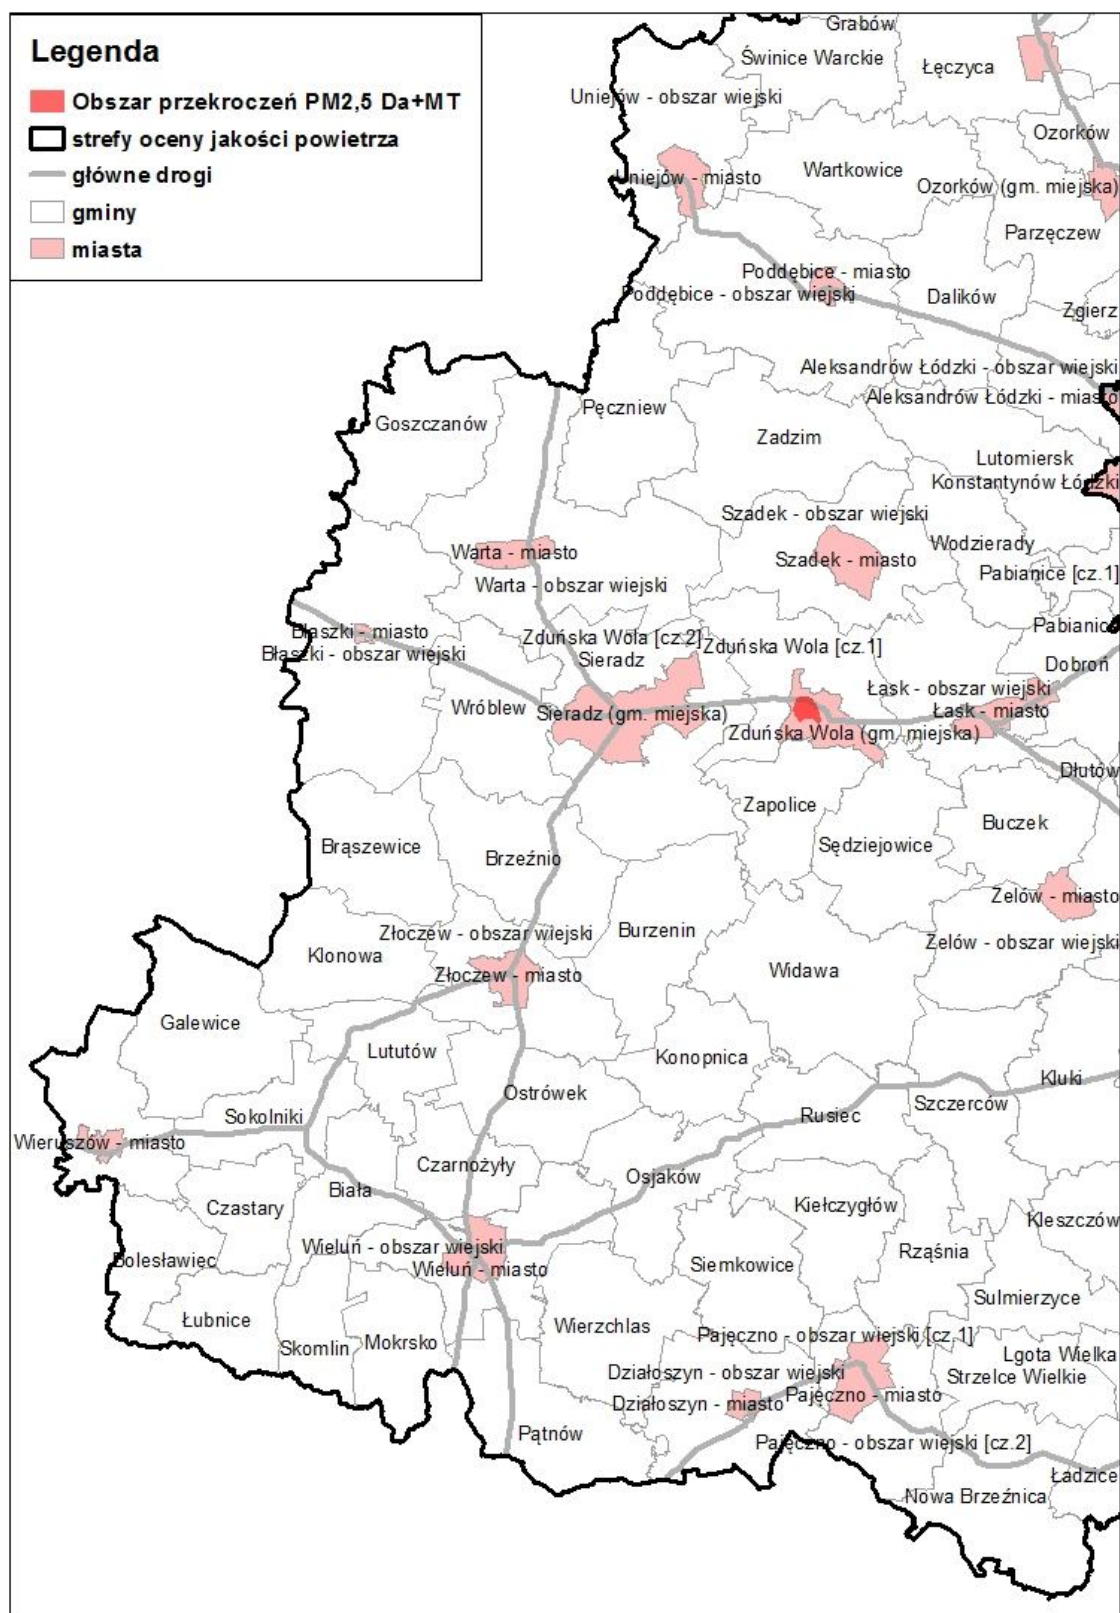 Legenda
Obszar przekroczeń PM2,5 Da+MT
strefy oceny jakości powietrza
główne drogi
gminy
miasta
Grabów
Świnice Warckie
Łęczyca
Uniejów - obszar wiejski
Ozorków
Wartkowice
Uniejów - miasto
Ozorków (gm. miejska)
Parzęczew
Poddębice - miasto
Poddębice - obszar wiejski
Dalików
Zgierz
Aleksandrów Łódzki - obszar wiejski
Aleksandrów Łódzki - miasto
Pęczniew
Goszczanów
Zadzim
Lutomiersk
Konstantynów Łódzki
Szadek - obszar wiejski
Wodzierady
Warta - miasto
Szadek - miasto
Pabianice [cz.1]
Warta - obszar wiejski
Pabianic
Błaszki - miasto
Zduńska Wola [cz.2]
Zduńska Wola [cz.1]
Błaszki - obszar wiejski
Sieradz
Dobroń
Łask - obszar wiejski
Wróblew
Sieradz (gm. miejska)
Łask - miasto
Zduńska Wola (gm. miejska)
Dłutów
Zapolice
Buczek
Brąszewice
Brzeźnio
Sędziejowice
Zelów - miasto
Złoczew - obszar wiejski
Burzenin
Zelów - obszar wiejski
Klonowa
Złoczew - miasto
Widawa
Galewice
Lututów
Konopnica
Kluki
Ostrówek
Szczerców
Sokolniki
Rusiec
Wieruszów - miasto
Czarnożyły
Osjaków
Biała
Czastary
Kiełczygłów
Kleszczów
Wieluń - obszar wiejski
Rząśnia
Bolesławiec
Wieluń - miasto
Siemkowice
Sulmierzyce
Łubnice
Wierzchlas
Skomlin
Mokrsko
Pajęczno - obszar wiejski [cz.1]
Lgota Wielka
Działoszyn - obszar wiejski
Strzelce Wielkie
Działoszyn - miasto
Pajęczno - miasto
Pątnów
Pajęczno - obszar wiejski [cz.2]
Ładzice
Nowa Brzeźnica